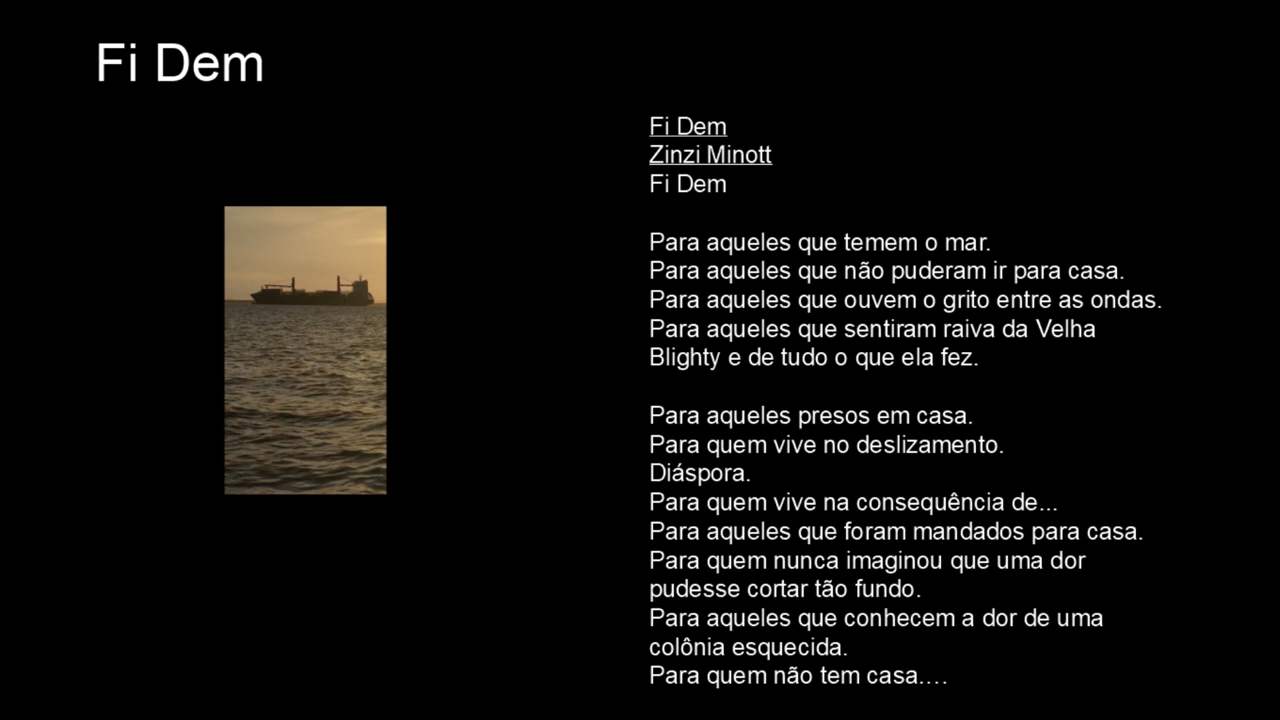 Fi Dem
Fi Dem
Zinzi Minott
Fi Dem
Para aqueles que temem o mar.
Para aqueles que não puderam ir para casa.
Para aqueles que ouvem o grito entre as ondas.
Para aqueles que sentiram raiva da Velha
Blighty e de tudo o que ela fez.
Para aqueles presos em casa.
Para quem vive no deslizamento.
Diáspora.
Para quem vive na consequência de...
Para aqueles que foram mandados para casa.
Para quem nunca imaginou que uma dor
pudesse cortar tão fundo.
Para aqueles que conhecem a dor de uma
colônia esquecida.
Para quem não tem casa....